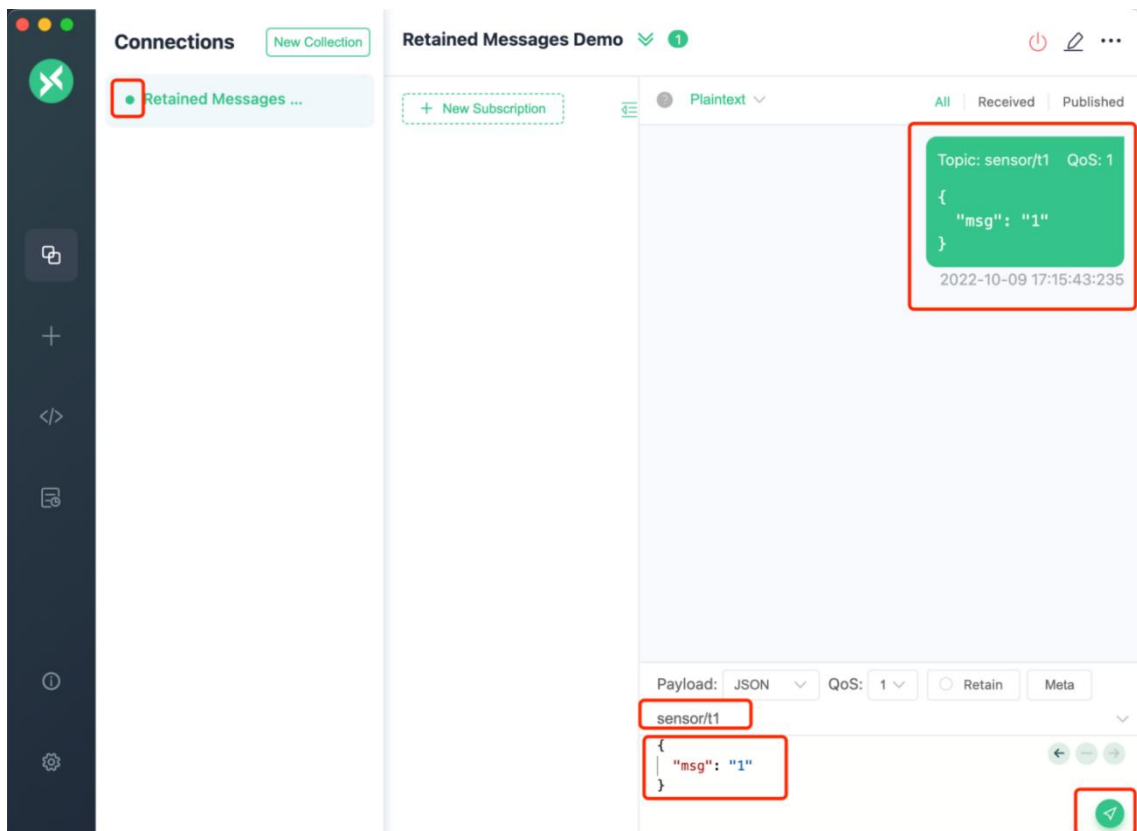 Connections
New Collection
Retained Messages ...
Retained Messages Demo
1
+ New Subscription
Plaintext
All
Received
Published
Topic: sensor/t1 QoS: 1
{
"msg": "1"
}
2022-10-09 17:15:43:235
Payload: JSON QoS: 1 Retain Meta
sensor/t1
{
"msg": "1"
}